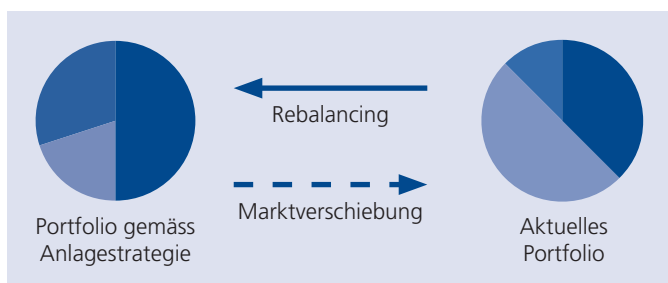 Rebalancing
Marktverschiebung
Portfolio gemäss
Anlagestrategie
Aktuelles
Portfolio